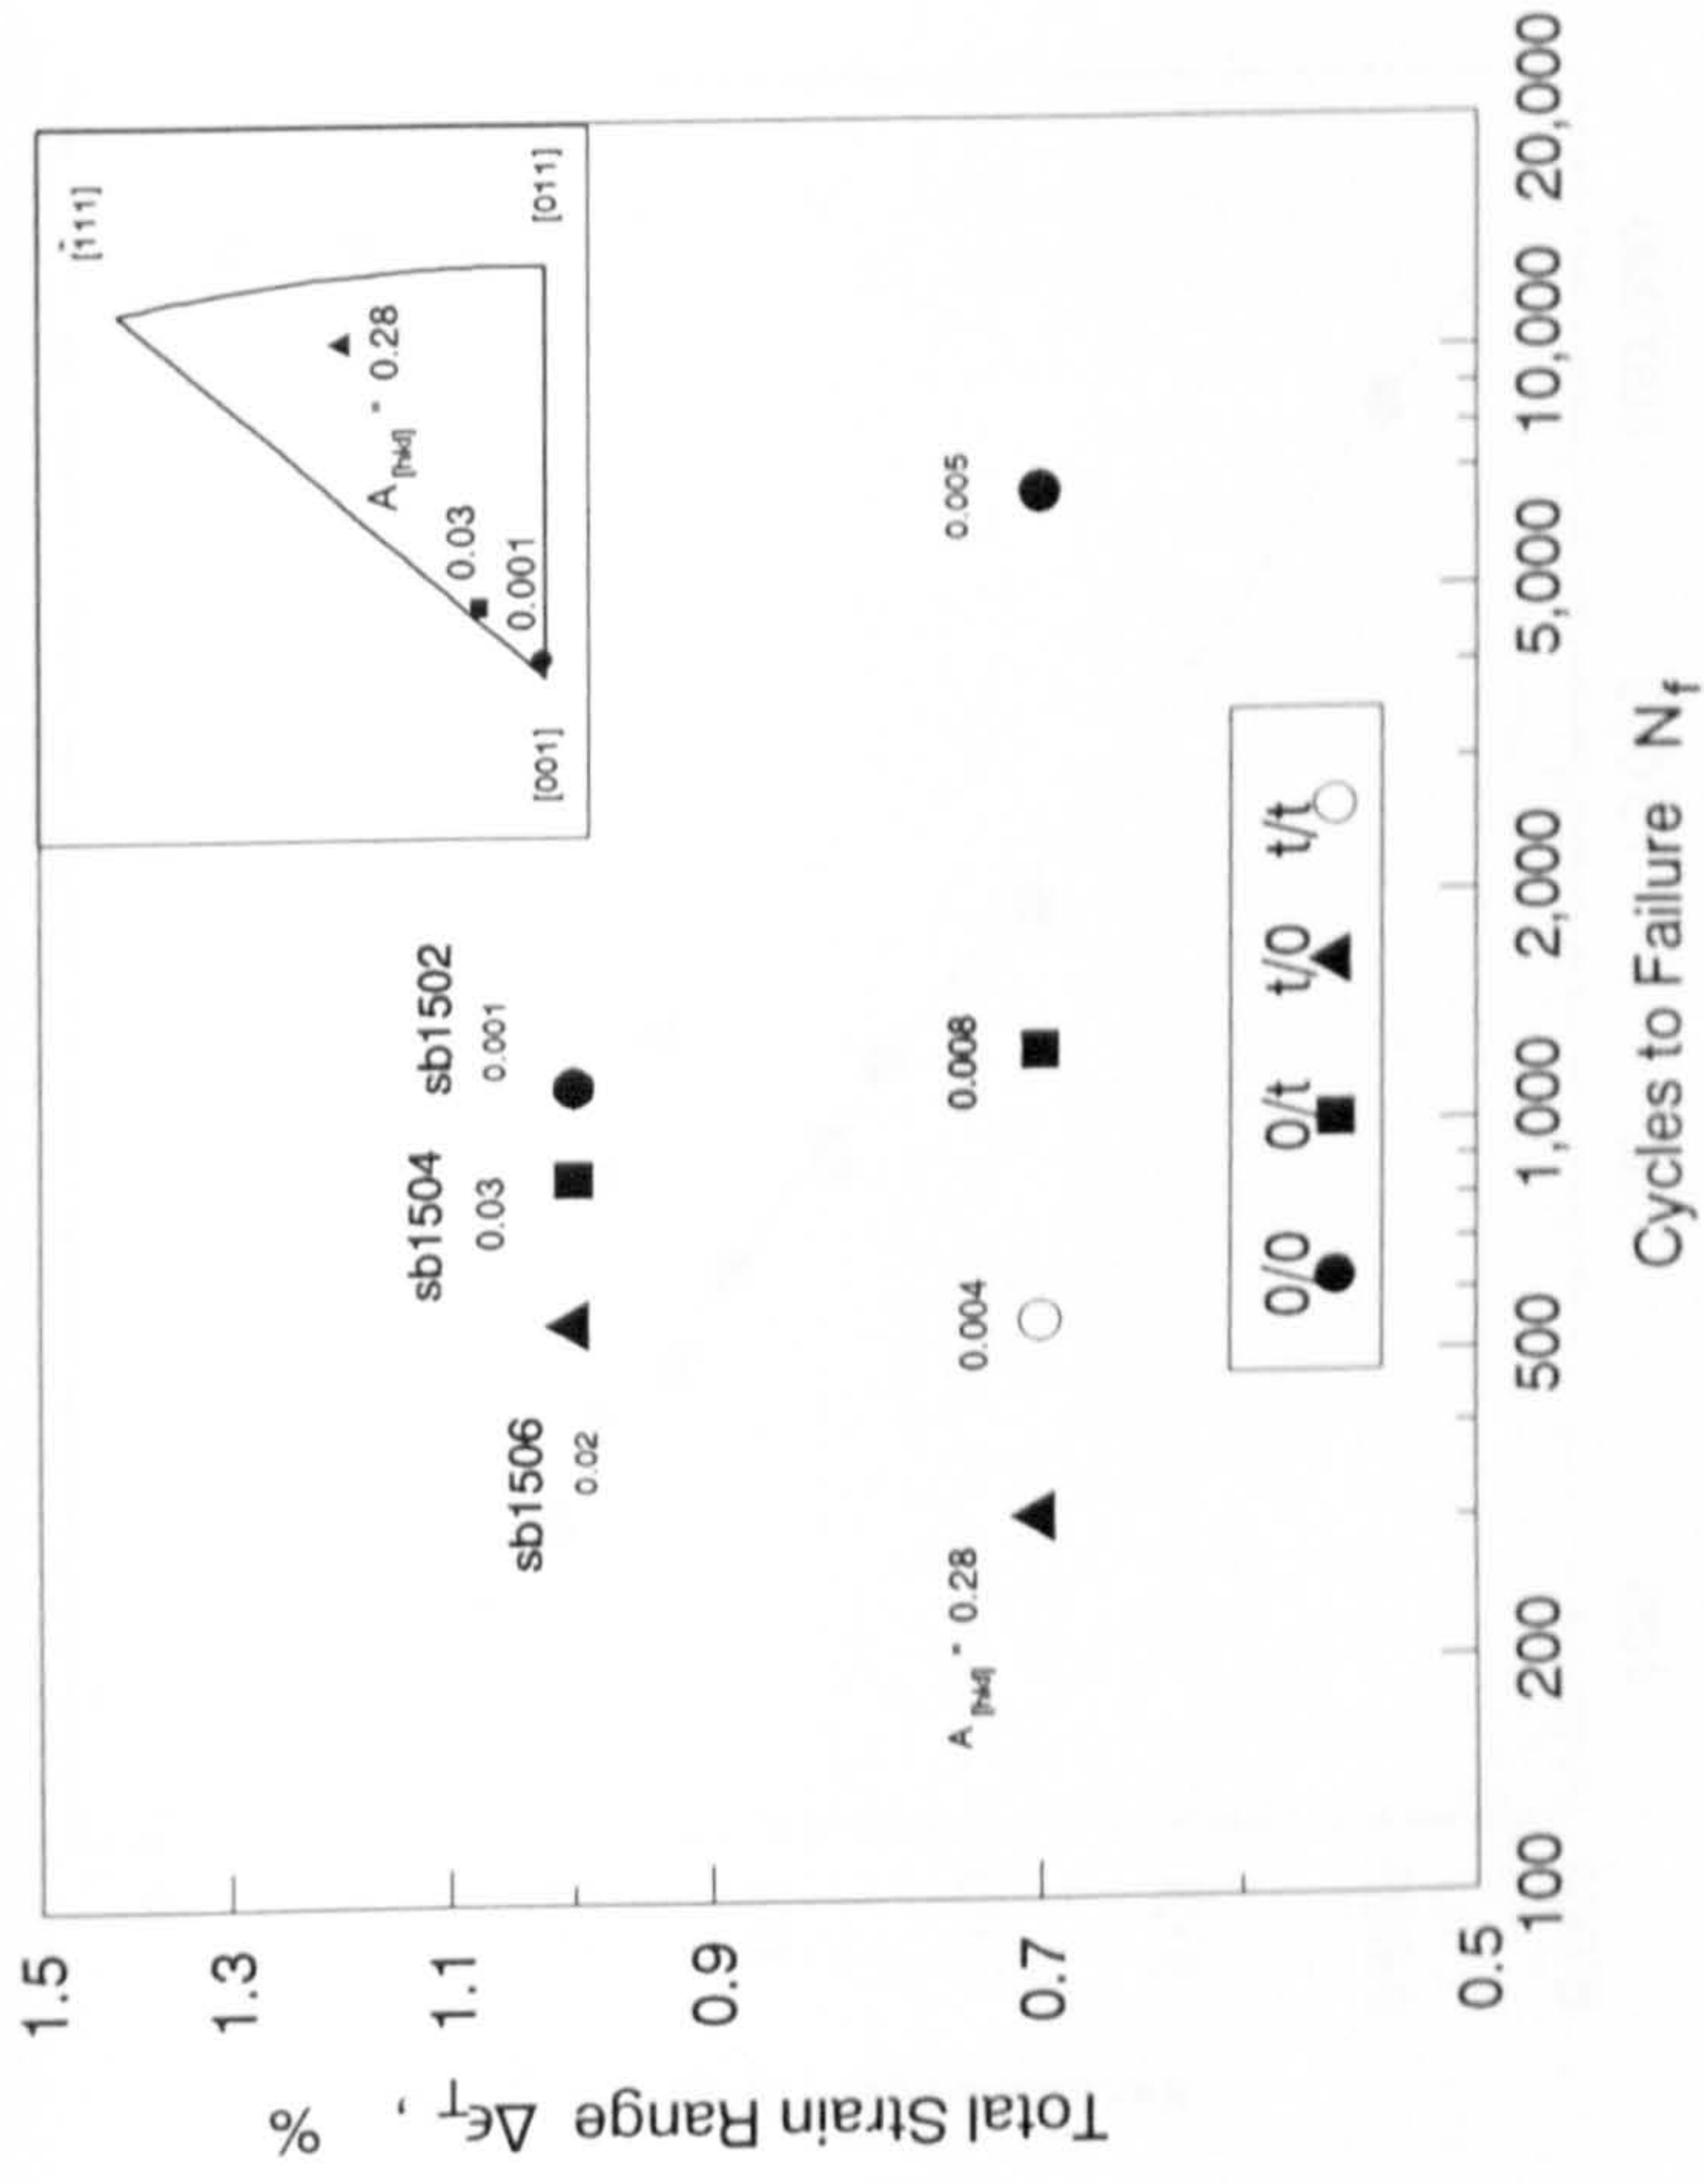 Total Strain Range Δϵ_T , %
1.5
1.3
1.1
0.9
0.7
0.5
[1̄11]
A[hkl] = 0.28
0.03
0.001
[001]
[011]
sb1502
0.001
sb1504
0.03
sb1506
0.02
A[hkl] = 0.28
0.004
0.008
0.005
0/0 0/t t/0 t/t
100 200 500 1,000 2,000 5,000 10,000 20,000
Cycles to Failure N_f